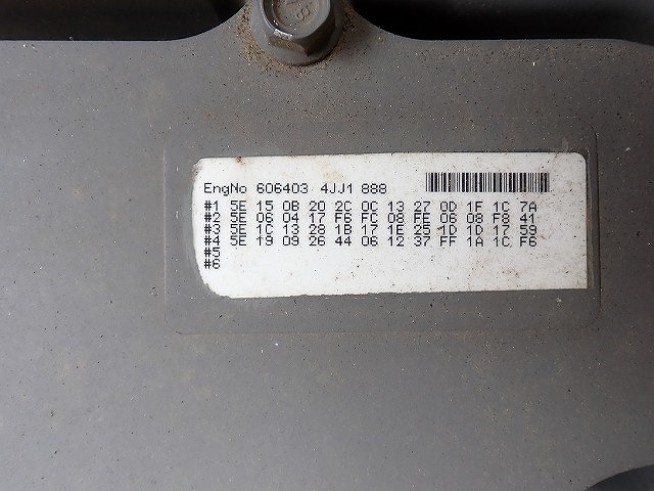 EngNo 606403 4JJ1 888
#1 5E 15 0B 20 2C 0C 13 27 0D 1F 1C 7A
#2 5E 06 04 17 F6 FC 08 FE 06 08 F8 41
#3 5E 1C 13 28 1B 17 1E 25 1D 1D 17 59
#4 5E 19 09 26 44 06 12 37 FF 1A 1C F6
#5
#6